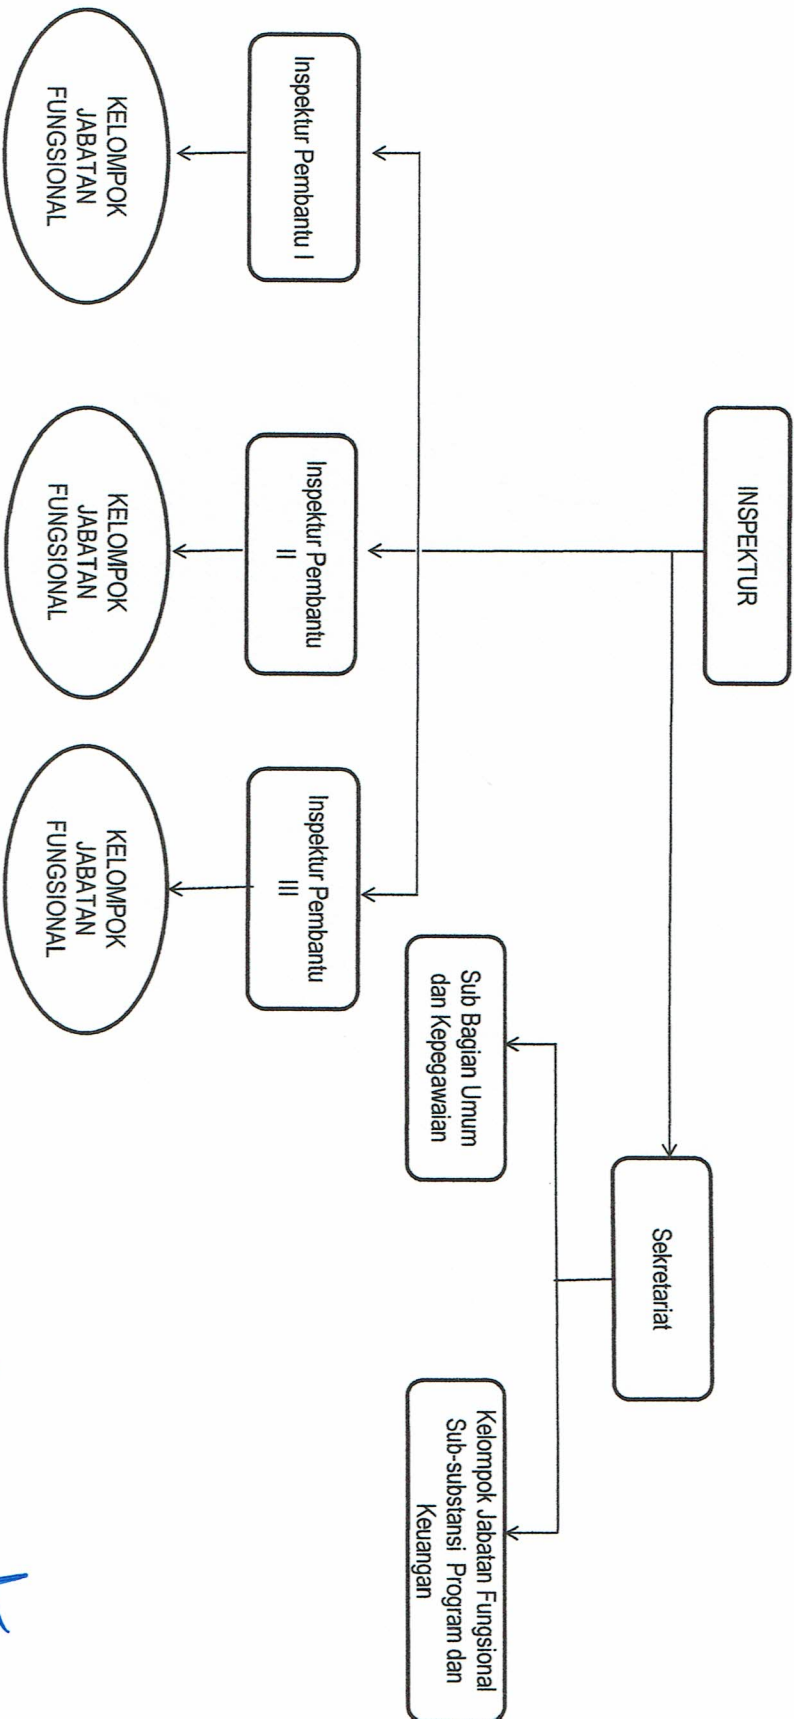 INSPEKTUR
Sekretariat
Sub Bagian Umum
dan Kepegawaian
Kelompok Jabatan Fungsional
Sub-substansi Program dan
Keuangan
Inspektur Pembantu I
Inspektur Pembantu
II
Inspektur Pembantu
III
KELOMPOK
JABATAN
FUNGSIONAL
KELOMPOK
JABATAN
FUNGSIONAL
KELOMPOK
JABATAN
FUNGSIONAL